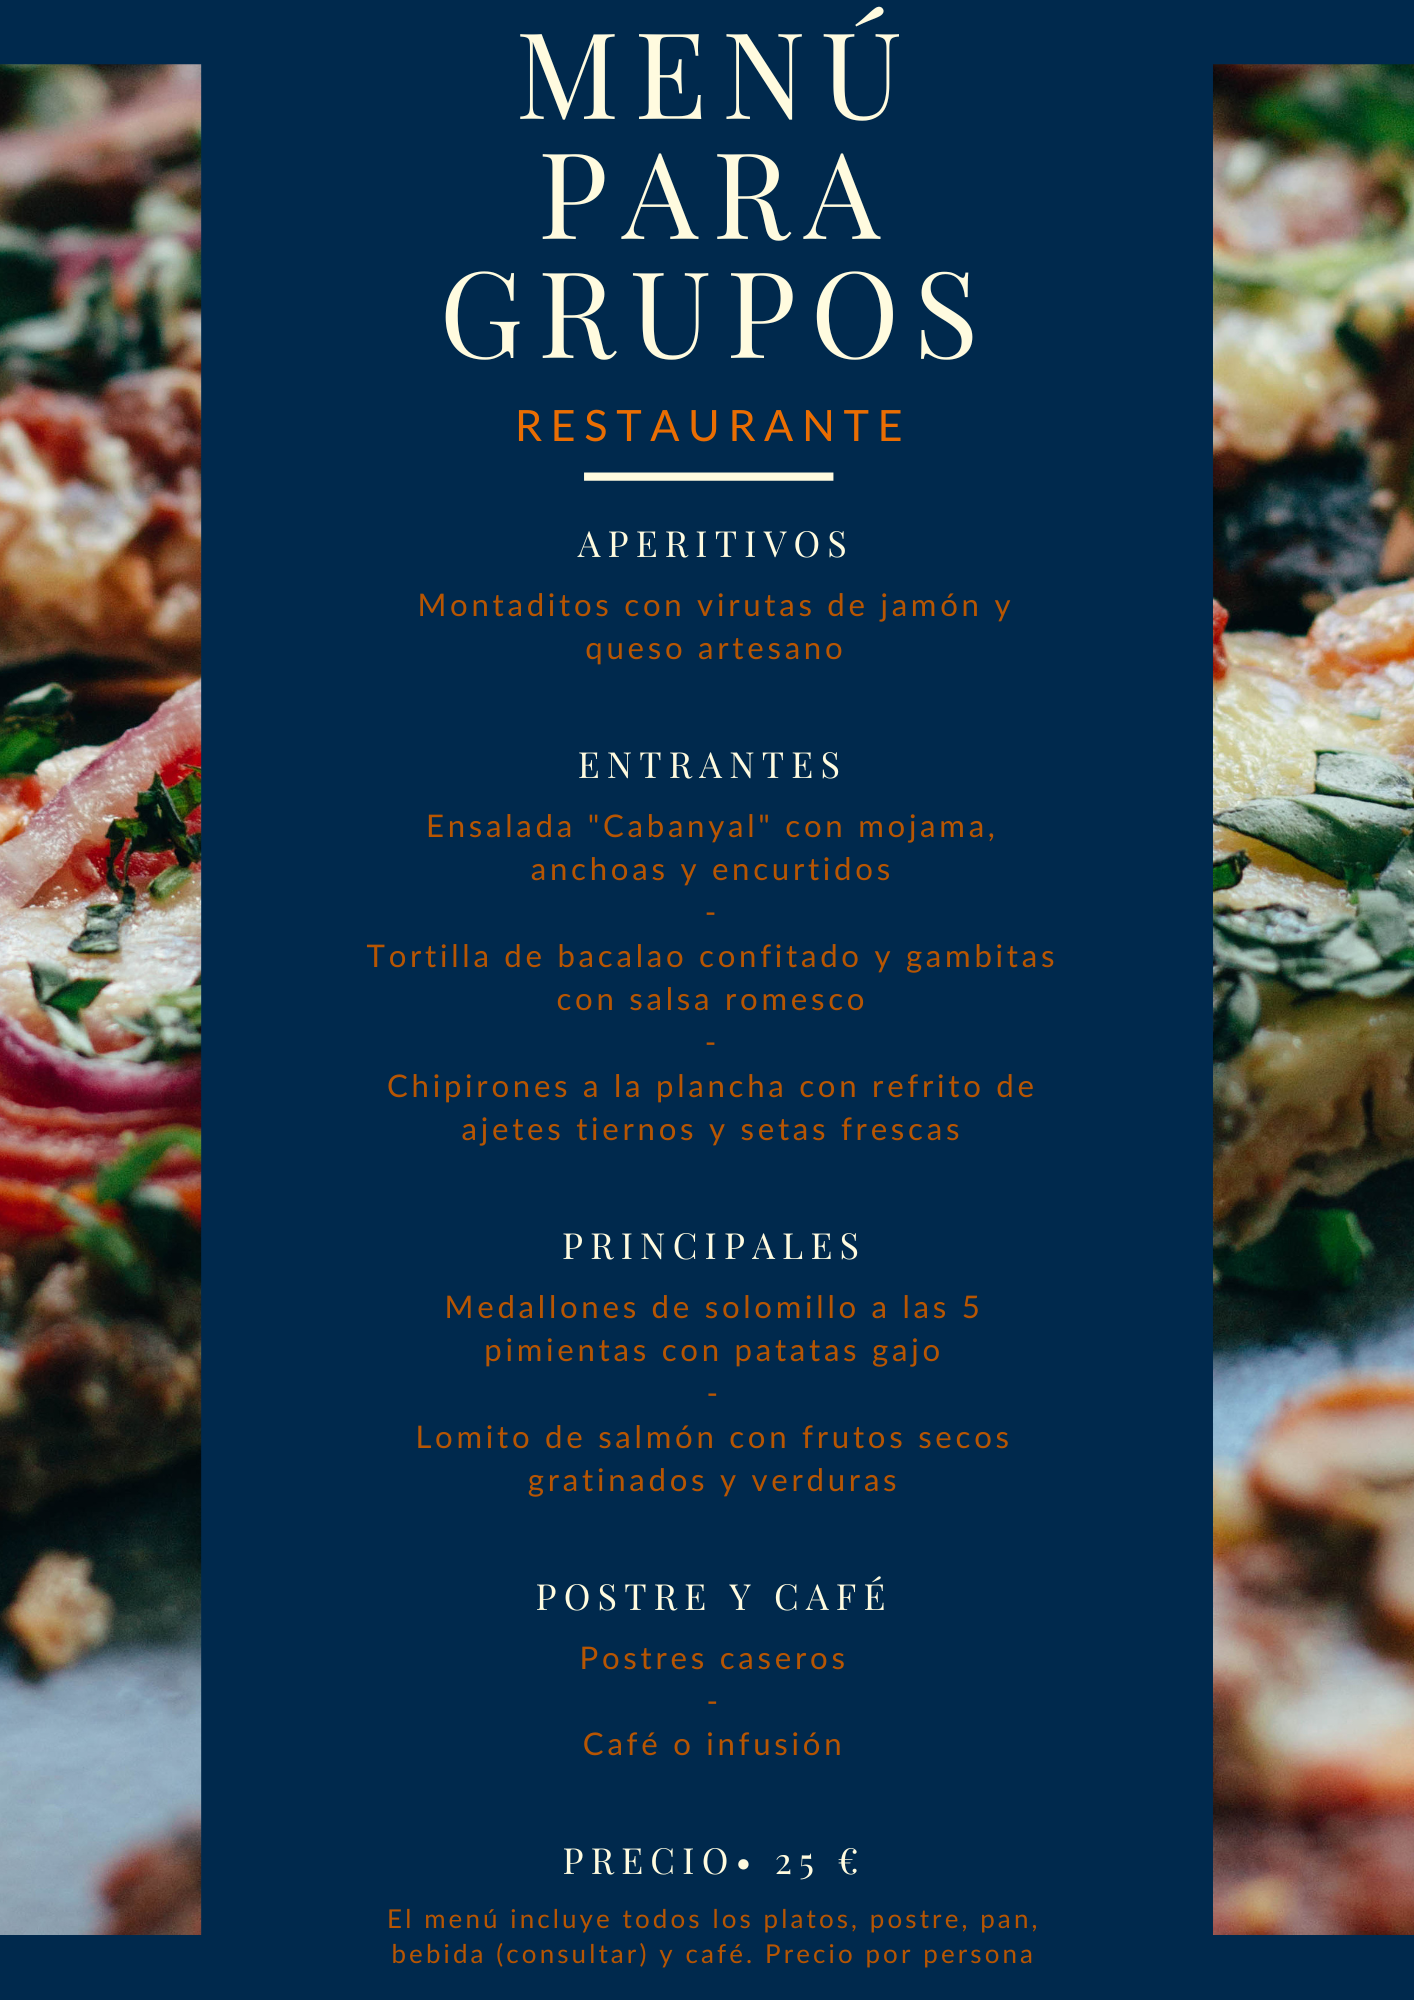 MENÚ
PARA
GRUPOS
RESTAURANTE
APERITIVOS
Montaditos con virutas de jamón y
queso artesano
ENTRANTES
Ensalada "Cabanyal" con mojama,
anchoas y encurtidos
-
Tortilla de bacalao confitado y gambitas
con salsa romesco
-
Chipirones a la plancha con refrito de
ajetes tiernos y setas frescas
PRINCIPALES
Medallones de solomillo a las 5
pimientas con patatas gajo
-
Lomito de salmón con frutos secos
gratinados y verduras
POSTRE Y CAFÉ
Postres caseros
-
Café o infusión
PRECIO• 25 €
El menú incluye todos los platos, postre, pan,
bebida (consultar) y café. Precio por persona